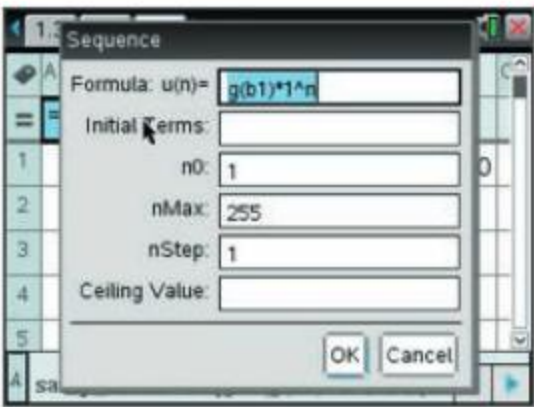 Sequence
Formula: u(n)= g(b1)*1^n
Initial Terms:
n0: 1
nMax: 255
nStep: 1
Ceiling Value:
OK Cancel
A
=
1 0
2
3
4
5
A